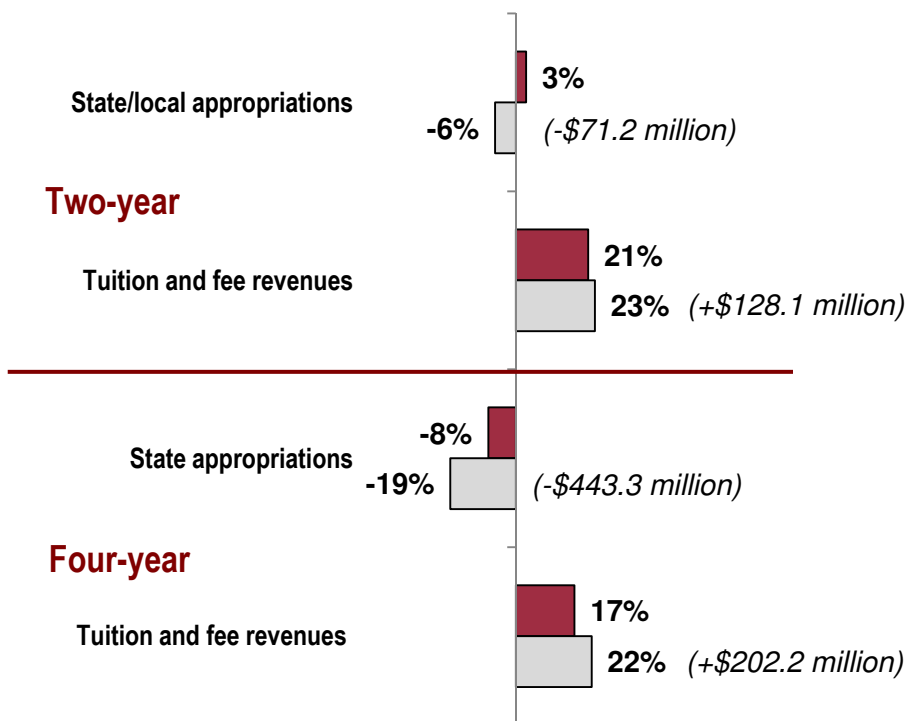 3%
State/local appropriations
-6% (-$71.2 million)
Two-year
21%
Tuition and fee revenues
23% (+$128.1 million)
-8%
State appropriations
-19% (-$443.3 million)
Four-year
17%
Tuition and fee revenues
22% (+$202.2 million)